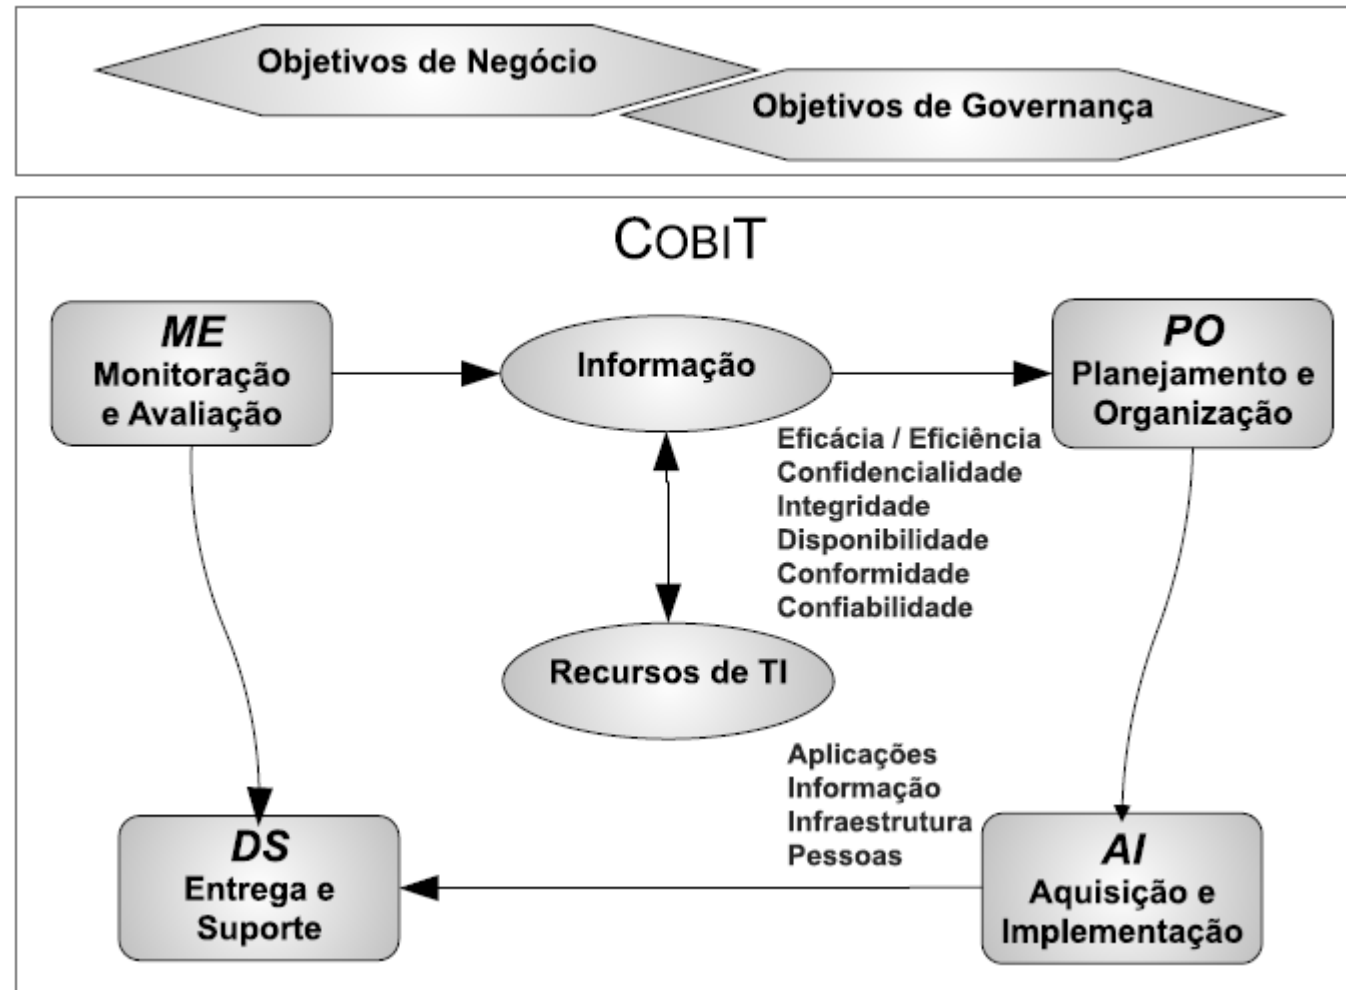 Objetivos de Negócio
Objetivos de Governança
COBIT
ME
Monitoração
e Avaliação
Informação
PO
Planejamento e
Organização
Eficácia / Eficiência
Confidencialidade
Integridade
Disponibilidade
Conformidade
Confiabilidade
Recursos de TI
Aplicações
Informação
Infraestrutura
Pessoas
DS
Entrega e
Suporte
AI
Aquisição e
Implementação